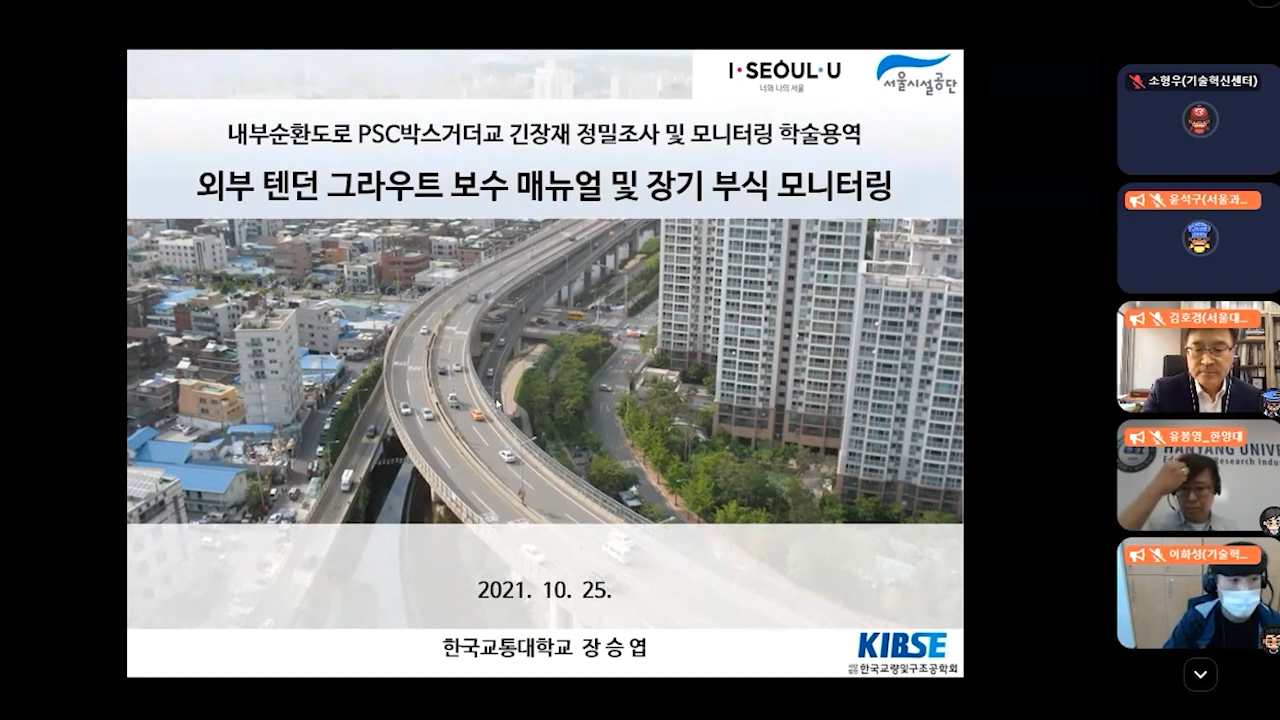 I·SEOUL·U
너와 나의 서울
서울시설공단
내부순환도로 PSC박스거더교 긴장재 정밀조사 및 모니터링 학술용역
외부 텐던 그라우트 보수 매뉴얼 및 장기 부식 모니터링
2021. 10. 25.
한국교통대학교 장 승 엽
KIBSE
한국교량및구조공학회
소형우(기술혁신센터)
윤석구(서울과...
김호경(서울대...
유봉영_한양대
HANYANG UNIVE
Research Indu
이화성(기술혁...